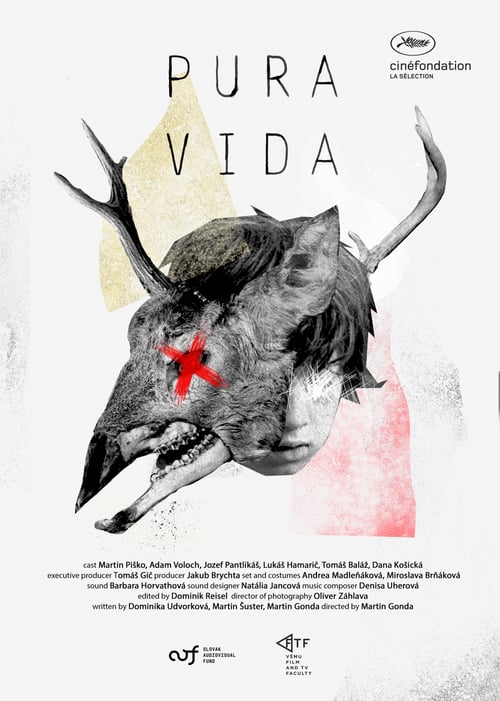 PURA
VIDA
cinéfondation
LA SÉLECTION
cast Martin Piško, Adam Voloch, Jozef Pantlikáš, Lukáš Hamarič, Tomáš Baláž, Dana Košická
executive producer Tomáš Gič producer Jakub Brychta set and costumes Andrea Madleňáková, Miroslava Brňáková
sound Barbara Horvathová sound designer Natália Jancová music composer Denisa Uherová
edited by Dominik Reisel director of photography Oliver Záhlava
written by Dominika Udvorková, Martin Šuster, Martin Gonda directed by Martin Gonda
avf
SLOVAK
AUDIOVISUAL
FUND
FTF
VŠMU
FILM
AND TV
FACULTY